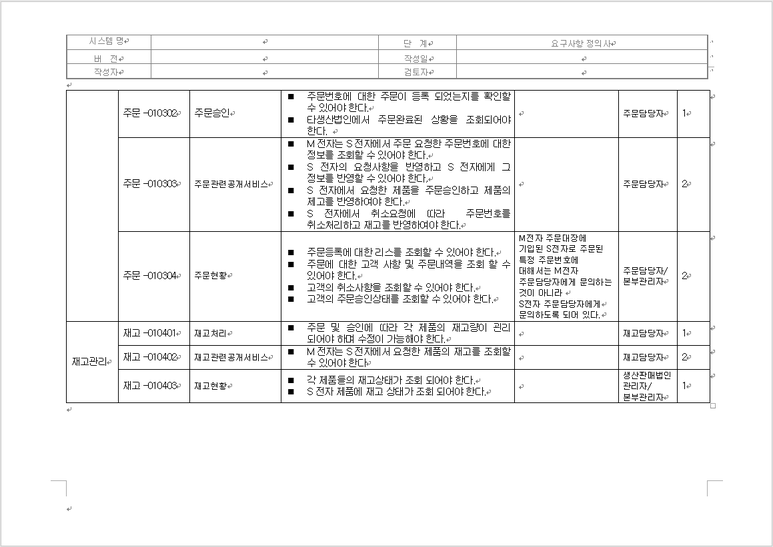 시스템 명
단 계
요구사항 정의사
버 젼
작성일
작성자
검토자
주문-010302
주문승인
■ 주문번호에 대한 주문이 등록 되었는지를 확인할
수 있어야 한다.
■ 타생산법인에서 주문완료된 상황을 조회되어야
한다.
주문담당자
1
주문-010303
주문관련공개서비스
■ M전자는 S전자에서 주문 요청한 주문번호에 대한
정보를 조회할 수 있어야 한다.
■ S 전자의 요청사항을 반영하고 S 전자에게 그
정보를 반영할 수 있어야 한다.
■ S 전자에서 요청한 제품을 주문승인하고 제품의
제고를 반영하여야 한다.
■ S 전자에서 취소요청에 따라 주문번호를
취소처리하고 재고를 반영하여야 한다.
주문담당자
2
주문-010304
주문현황
■ 주문등록에 대한 리스를 조회할 수 있어야 한다.
■ 주문에 대한 고객 사항 및 주문내역을 조회 할 수
있어야 한다.
■ 고객의 취소사항을 조회할 수 있어야 한다.
■ 고객의 주문승인상태를 조회할 수 있어야 한다.
M전자 주문대장에
기입된 S전자로 주문된
특정 주문번호에
대해서는 M전자
주문담당자에게 문의하는
것이 아니라
S전자 주문담당자에게
문의하도록 되어 있다.
주문담당자/
본부관리자
2
재고관리
재고-010401
재고처리
■ 주문 및 승인에 따라 각 제품의 재고량이 관리
되어야 하며 수정이 가능해야 한다.
재고담당자
1
재고-010402
재고관련공개서비스
■ M전자는 S전자에서 요청한 제품의 재고를 조회할
수 있어야 한다
재고담당자
2
재고-010403
재고현황
■ 각 제품들의 재고상태가 조회 되어야 한다.
■ S 전자 제품에 재고 상태가 조회 되어야 한다.
생산판매법인
관리자/
본부관리자
1